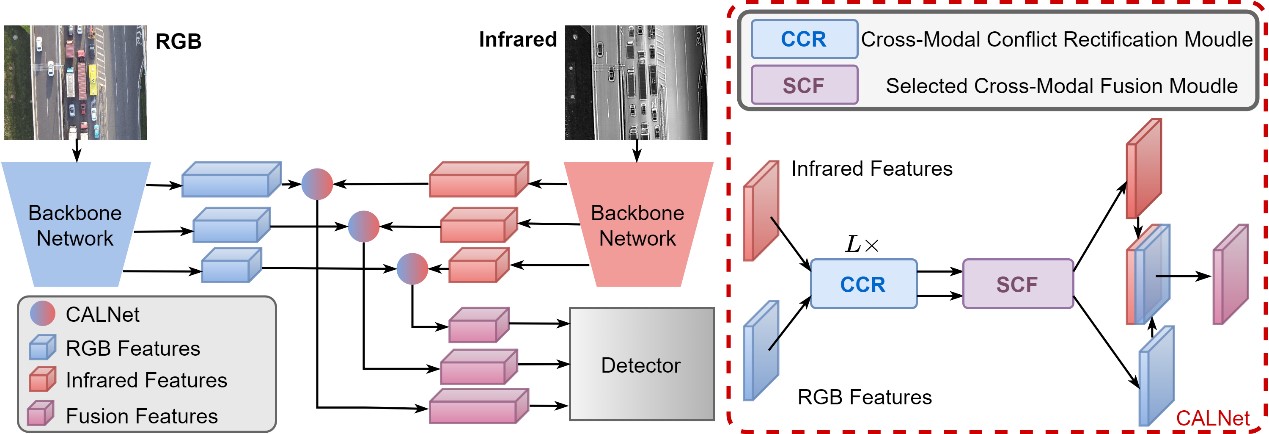 RGB
Infrared
Backbone
Network
Backbone
Network
CALNet
RGB Features
Infrared Features
Fusion Features
Detector
CCR Cross-Modal Conflict Rectification Moudle
SCF Selected Cross-Modal Fusion Moudle
Infrared Features
L×
CCR
SCF
RGB Features
CALNet